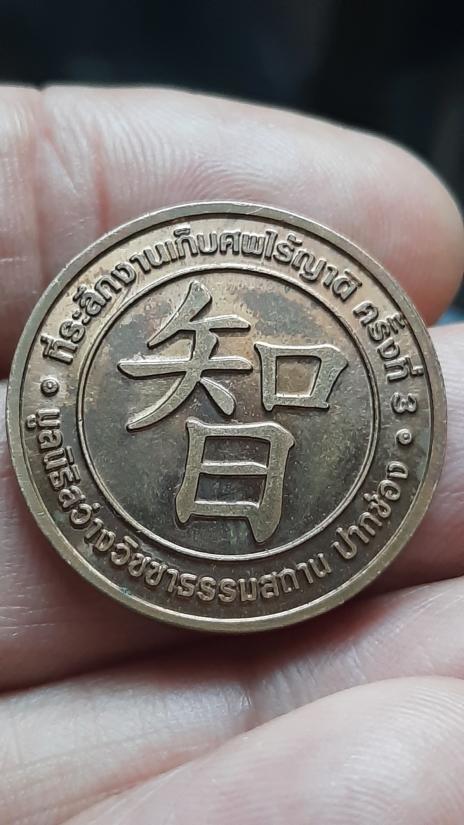 ที่ระลึกงานเก็บศพไร้ญาติ ครั้งที่ 3
智
มูลนิธิสว่างวิชชาธรรมสถาน ปากช่อง